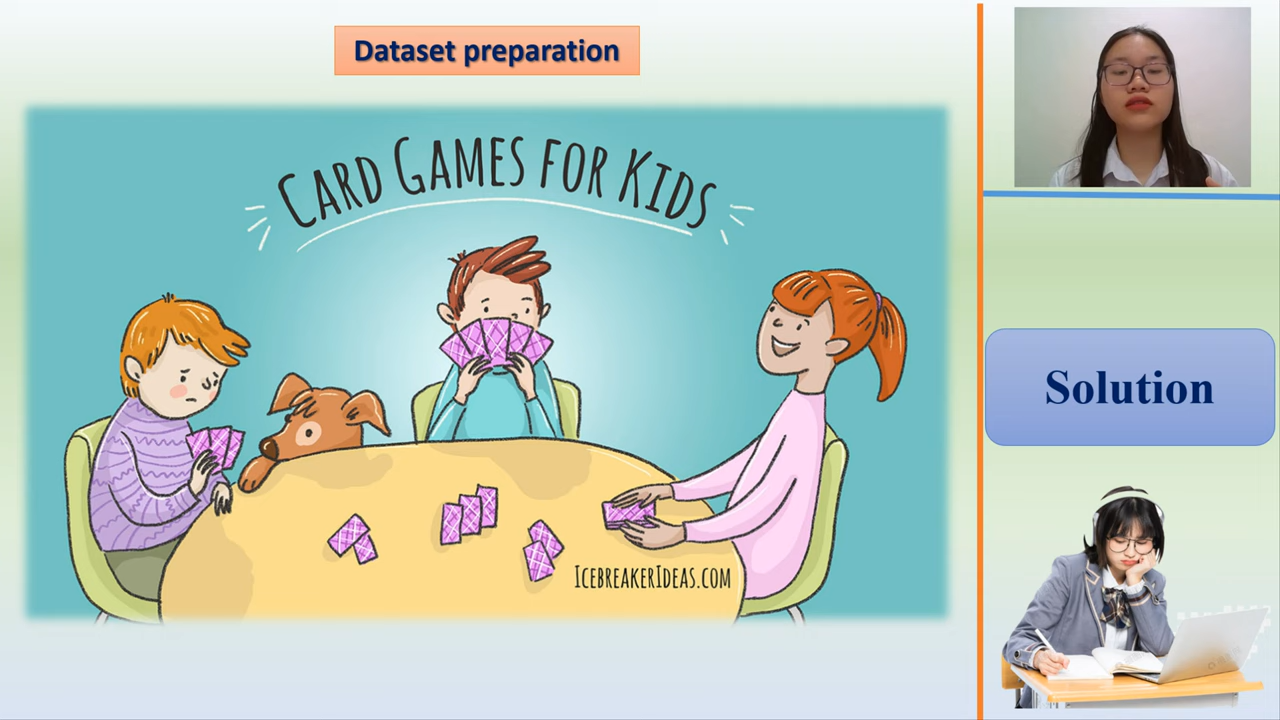 Dataset preparation
Card Games for Kids
IcebreakerIdeas.com
Solution